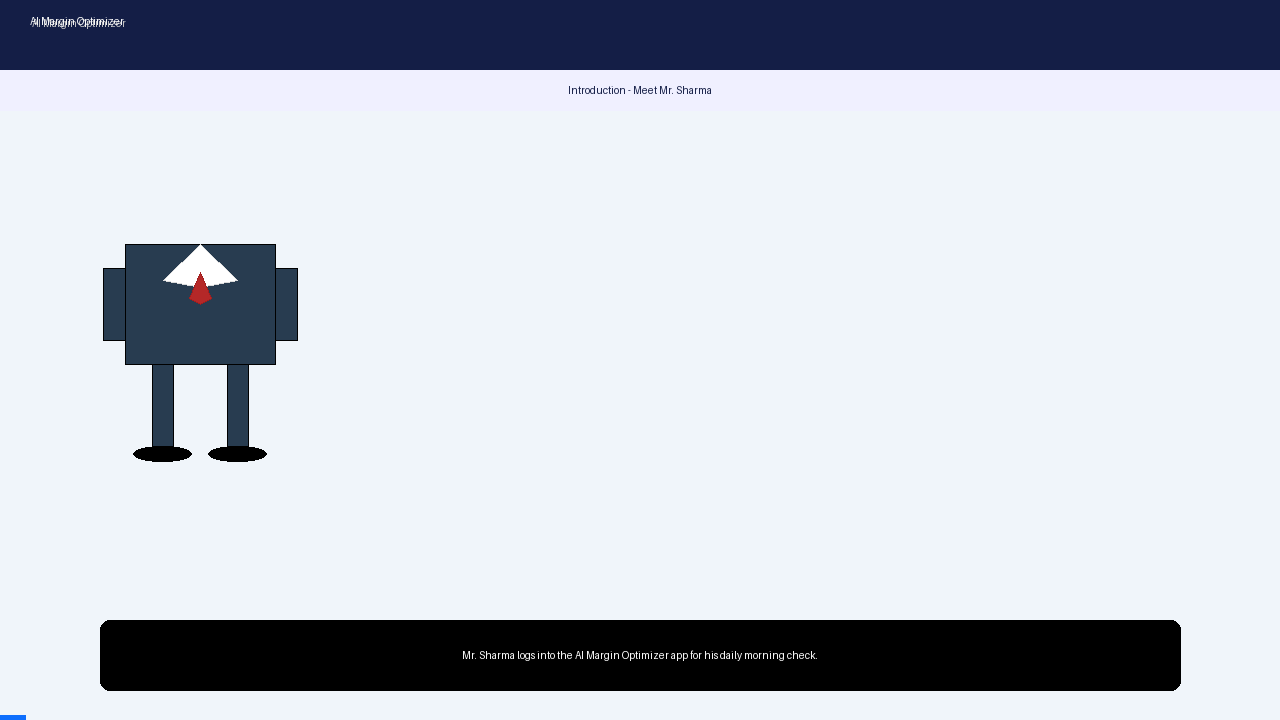 AI Margin Optimizer
Introduction - Meet Mr. Sharma
Mr. Sharma logs into the AI Margin Optimizer app for his daily morning check.